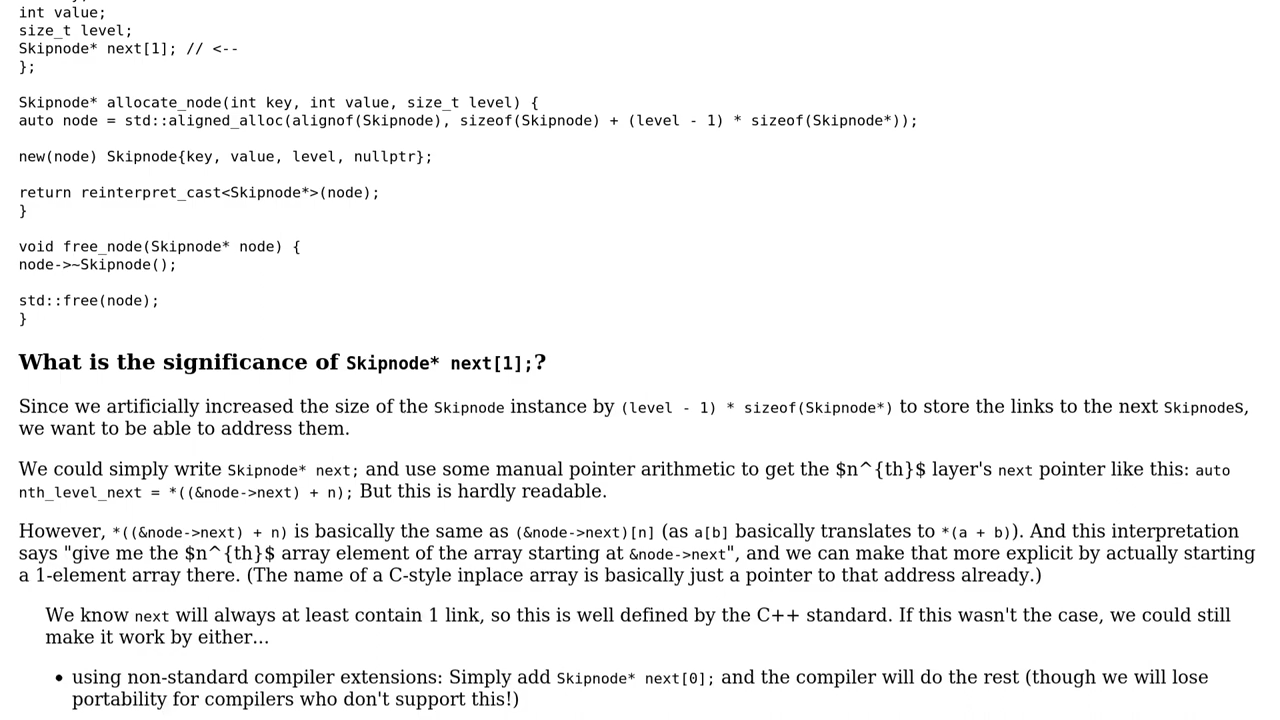 int value;
size_t level;
Skipnode* next[1]; // <--
};
Skipnode* allocate_node(int key, int value, size_t level) {
auto node = std::aligned_alloc(alignof(Skipnode), sizeof(Skipnode) + (level - 1) * sizeof(Skipnode*));
new(node) Skipnode{key, value, level, nullptr};
return reinterpret_cast<Skipnode*>(node);
}
void free_node(Skipnode* node) {
node->~Skipnode();
std::free(node);
}
What is the significance of Skipnode* next[1];?
Since we artificially increased the size of the Skipnode instance by (level - 1) * sizeof(Skipnode*) to store the links to the next Skipnodes,
we want to be able to address them.
We could simply write Skipnode* next; and use some manual pointer arithmetic to get the $n^{th}$ layer's next pointer like this: auto
nth_level_next = *((&node->next) + n); But this is hardly readable.
However, *((&node->next) + n) is basically the same as (&node->next)[n] (as a[b] basically translates to *(a + b)). And this interpretation
says "give me the $n^{th}$ array element of the array starting at &node->next", and we can make that more explicit by actually starting
a 1-element array there. (The name of a C-style inplace array is basically just a pointer to that address already.)
We know next will always at least contain 1 link, so this is well defined by the C++ standard. If this wasn't the case, we could still
make it work by either...
• using non-standard compiler extensions: Simply add Skipnode* next[0]; and the compiler will do the rest (though we will lose
portability for compilers who don't support this!)